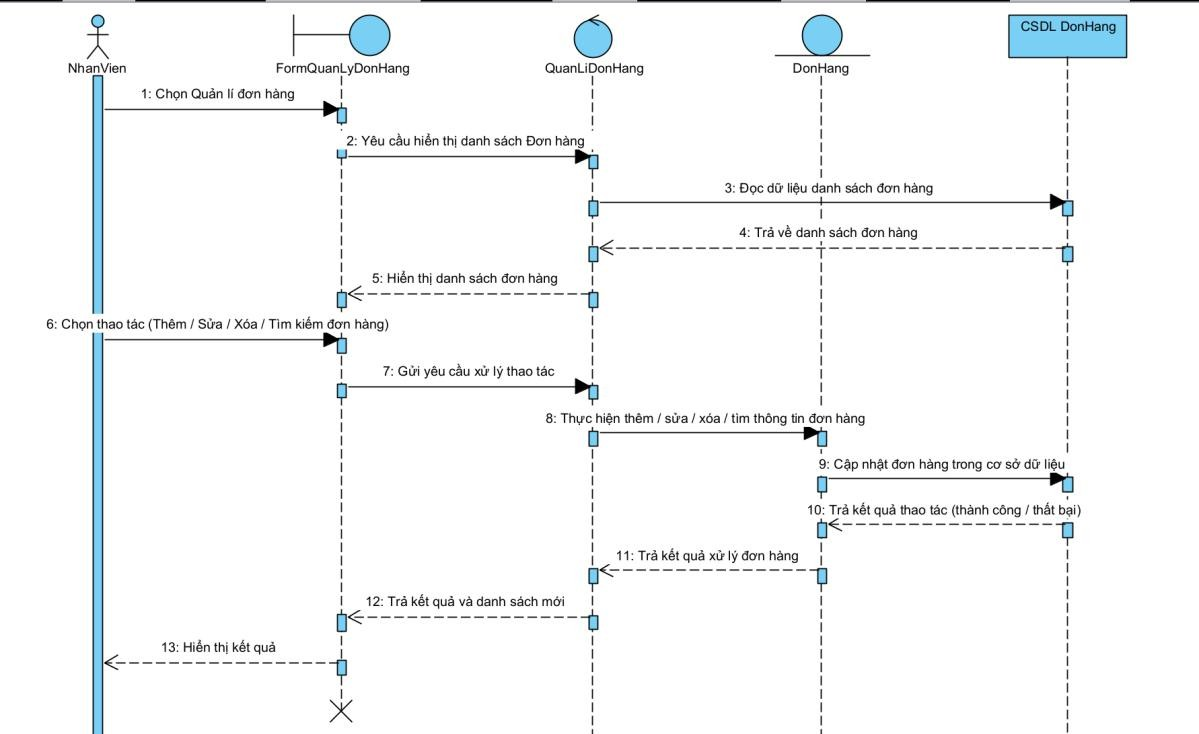 CSDL DonHang
NhanVien
FormQuanLyDonHang
QuanLiDonHang
DonHang
1: Chọn Quản lí đơn hàng
2: Yêu cầu hiển thị danh sách Đơn hàng
3: Đọc dữ liệu danh sách đơn hàng
4: Trả về danh sách đơn hàng
5: Hiển thị danh sách đơn hàng
6: Chọn thao tác (Thêm / Sửa / Xóa / Tìm kiếm đơn hàng)
7: Gửi yêu cầu xử lý thao tác
8: Thực hiện thêm / sửa / xóa / tìm thông tin đơn hàng
9: Cập nhật đơn hàng trong cơ sở dữ liệu
10: Trả kết quả thao tác (thành công / thất bại)
11: Trả kết quả xử lý đơn hàng
12: Trả kết quả và danh sách mới
13: Hiển thị kết quả